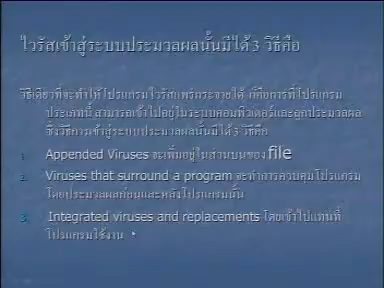 ไวรัสเข้าสู่ระบบประมวลผลนั้นมีได้ 3 วิธีคือ
วิธีเดียวที่จะทำให้โปรแกรมไวรัสแพร่กระจายได้ ก็คือการที่โปรแกรม
ประเภทนี้ สามารถเข้าไปอยู่ในระบบคอมพิวเตอร์และถูกประมวลผล
ซึ่งวิธีการเข้าสู่ระบบประมวลผลนั้นมีได้ 3 วิธีคือ
1. Appended Viruses จะเพิ่มอยู่ในส่วนบนของ file
2. Viruses that surround a program จะทำการควบคุมโปรแกรม
โดยประมวลผลก่อนและหลังโปรแกรมนั้น
3. Integrated viruses and replacements โดยเข้าไปแทนที่
โปรแกรมใช้งาน